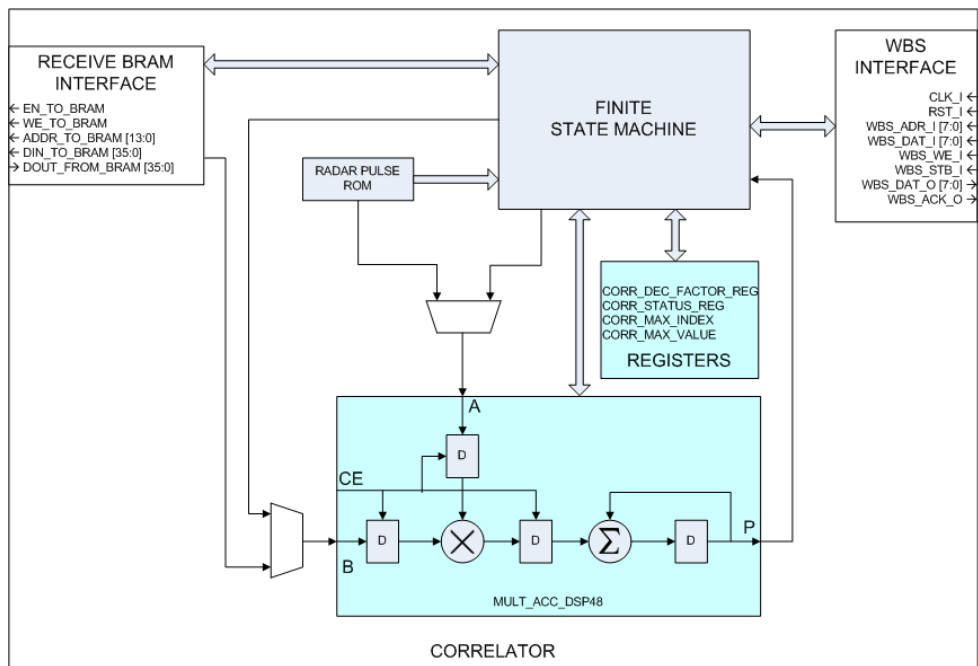 RECEIVE BRAM
INTERFACE
← EN_TO_BRAM
← WE_TO_BRAM
← ADDR_TO_BRAM [13:0]
← DIN_TO_BRAM [35:0]
→ DOUT_FROM_BRAM [35:0]
FINITE
STATE MACHINE
WBS
INTERFACE
CLK_I ←
RST_I ←
WBS_ADR_I [7:0] ←
WBS_DAT_I [7:0] ←
WBS_WE_I ←
WBS_STB_I ←
WBS_DAT_O [7:0] →
WBS_ACK_O →
RADAR PULSE
ROM
CORR_DEC_FACTOR_REG
CORR_STATUS_REG
CORR_MAX_INDEX
CORR_MAX_VALUE
REGISTERS
A
D
CE
D
D
Σ
D
P
B
MULT_ACC_DSP48
CORRELATOR